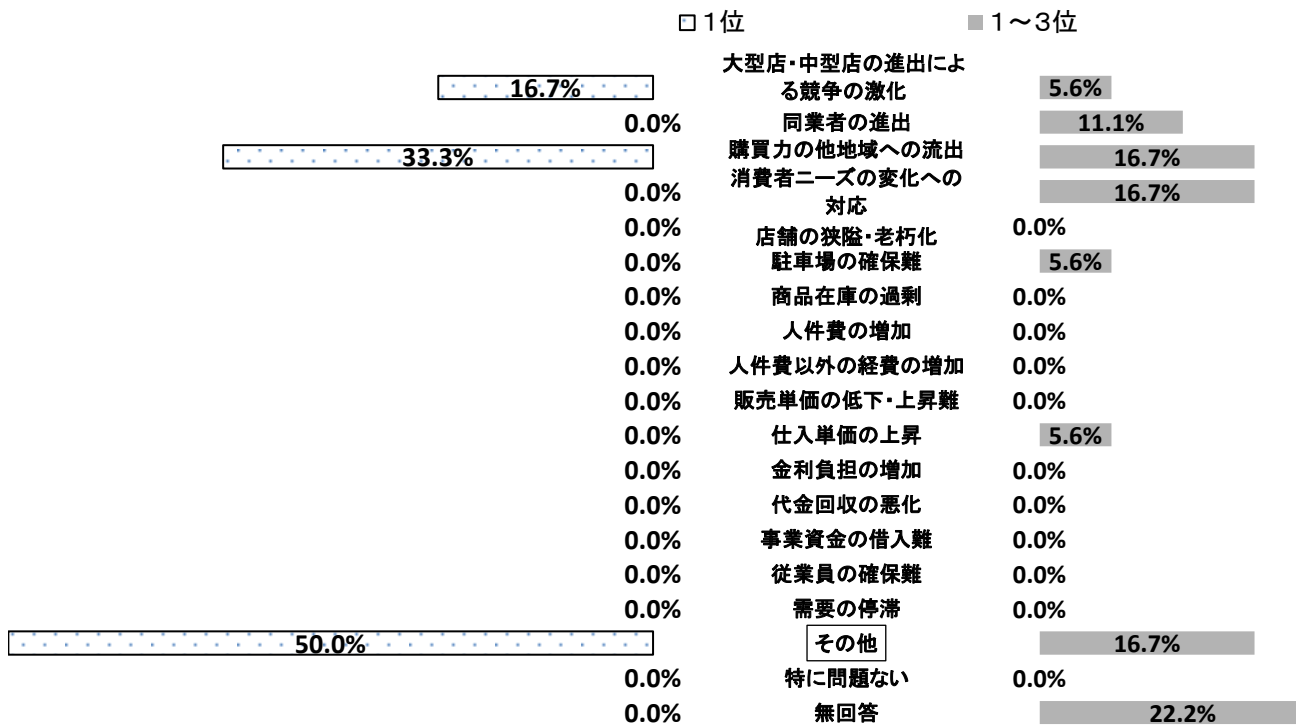 1位 1～3位
大型店・中型店の進出によ
16.7% る競争の激化 5.6%
0.0% 同業者の進出 11.1%
33.3% 購買力の他地域への流出 16.7%
消費者ニーズの変化への
0.0% 対応 16.7%
0.0% 店舗の狭隘・老朽化 0.0%
0.0% 駐車場の確保難 5.6%
0.0% 商品在庫の過剰 0.0%
0.0% 人件費の増加 0.0%
0.0% 人件費以外の経費の増加 0.0%
0.0% 販売単価の低下・上昇難 0.0%
0.0% 仕入単価の上昇 5.6%
0.0% 金利負担の増加 0.0%
0.0% 代金回収の悪化 0.0%
0.0% 事業資金の借入難 0.0%
0.0% 従業員の確保難 0.0%
0.0% 需要の停滞 0.0%
50.0% その他 16.7%
0.0% 特に問題ない 0.0%
0.0% 無回答 22.2%